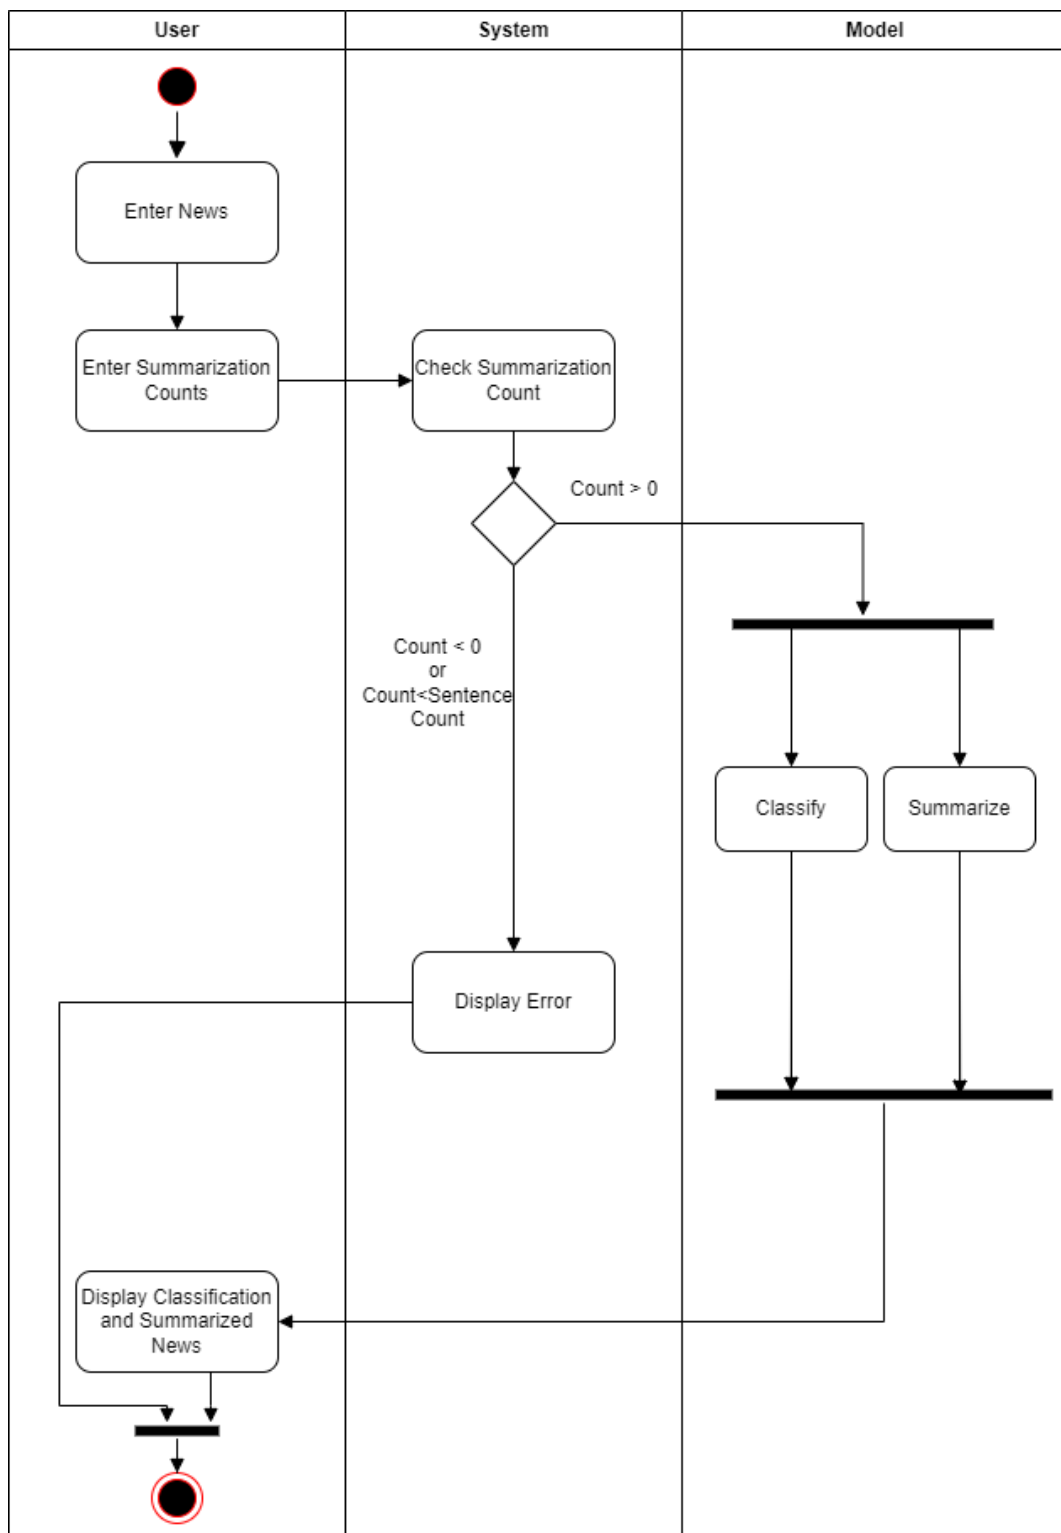 User
System
Model
Enter News
Enter Summarization
Counts
Check Summarization
Count
Count > 0
Count < 0
or
Count<Sentence
Count
Classify
Summarize
Display Error
Display Classification
and Summarized
News